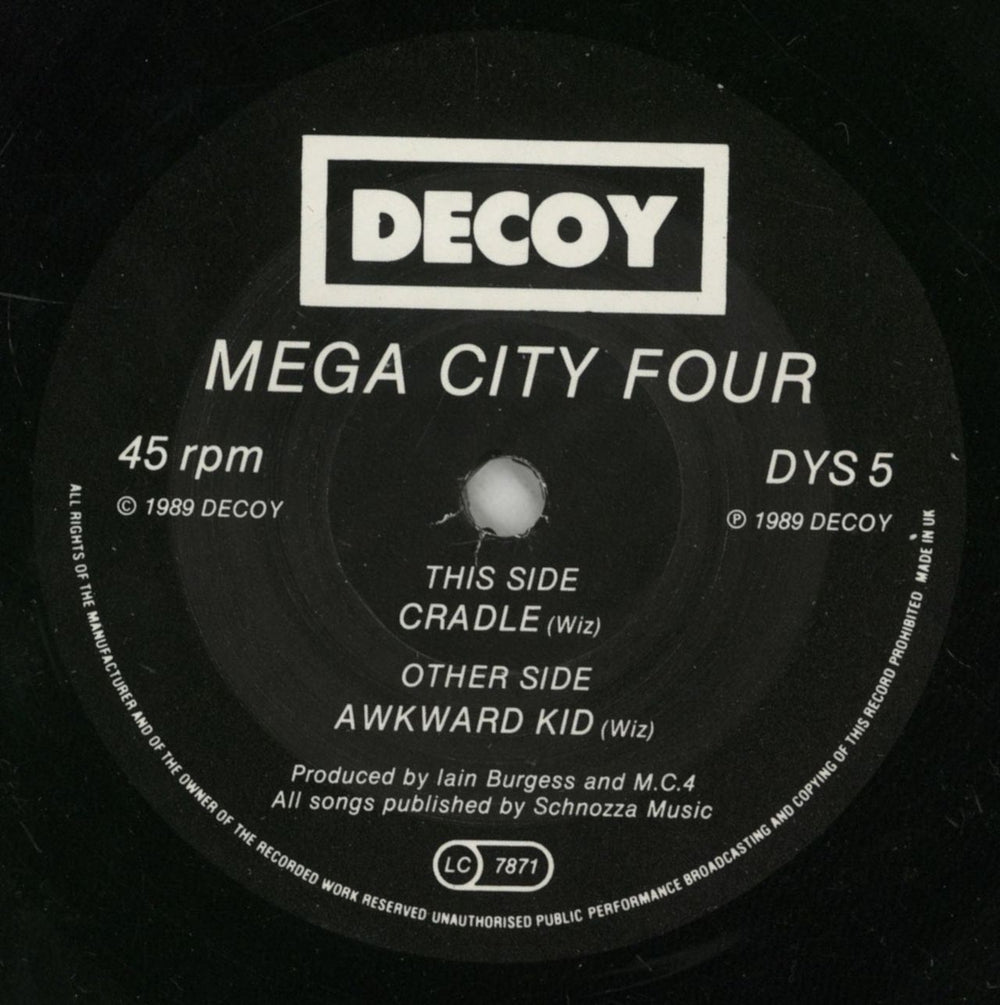 DECOY
MEGA CITY FOUR
45 rpm
DYS 5
© 1989 DECOY
℗ 1989 DECOY
THIS SIDE
CRADLE (Wiz)
OTHER SIDE
AWKWARD KID (Wiz)
Produced by Iain Burgess and M.C.4
All songs published by Schnozza Music
LC 7871
ALL RIGHTS OF THE MANUFACTURER AND OF THE OWNER OF THE RECORDED WORK RESERVED UNAUTHORISED PUBLIC PERFORMANCE BROADCASTING AND COPYING OF THIS RECORD PROHIBITED MADE IN UK